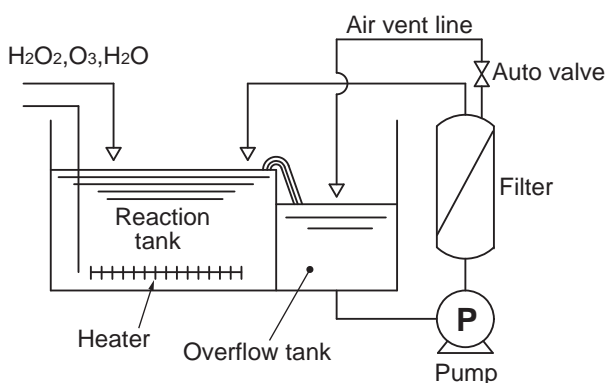 Air vent line
H₂O₂,O₃,H₂O
Auto valve
Filter
Reaction
tank
P
Heater
Overflow tank
Pump